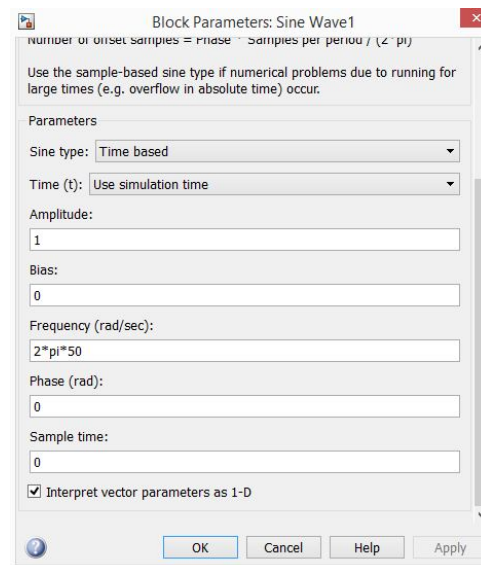 Block Parameters: Sine Wave1
Number of offset samples = Phase * Samples per period / (2*pi)
Use the sample-based sine type if numerical problems due to running for
large times (e.g. overflow in absolute time) occur.
Parameters
Sine type: Time based
Time (t): Use simulation time
Amplitude:
1
Bias:
0
Frequency (rad/sec):
2*pi*50
Phase (rad):
0
Sample time:
0
Interpret vector parameters as 1-D
? OK Cancel Help Apply